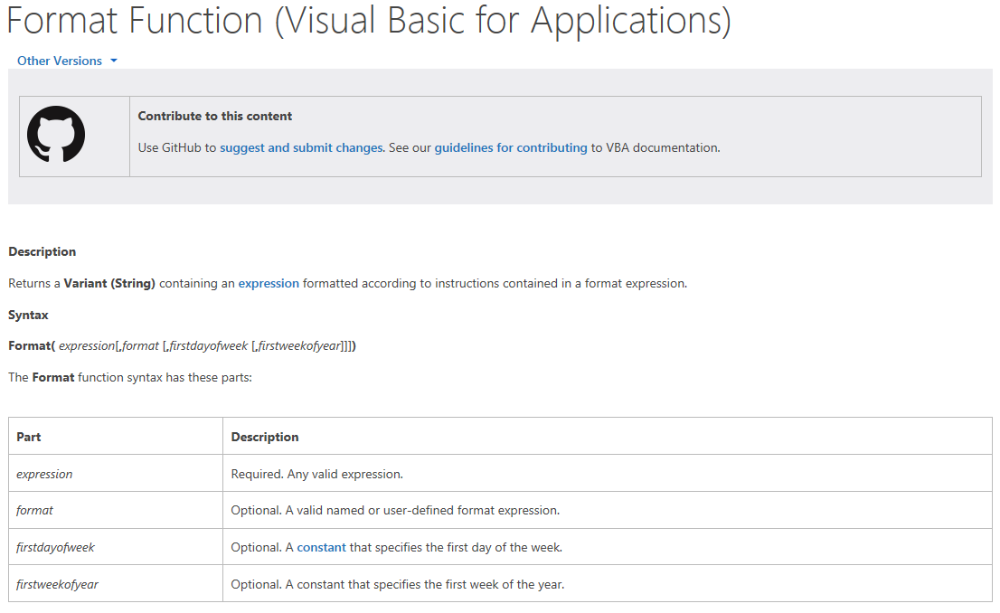 Format Function (Visual Basic for Applications)
Other Versions
Contribute to this content
Use GitHub to suggest and submit changes. See our guidelines for contributing to VBA documentation.
Description
Returns a Variant (String) containing an expression formatted according to instructions contained in a format expression.
Syntax
Format( expression[,format [,firstdayofweek [,firstweekofyear]]])
The Format function syntax has these parts:
Part Description
expression Required. Any valid expression.
format Optional. A valid named or user-defined format expression.
firstdayofweek Optional. A constant that specifies the first day of the week.
firstweekofyear Optional. A constant that specifies the first week of the year.